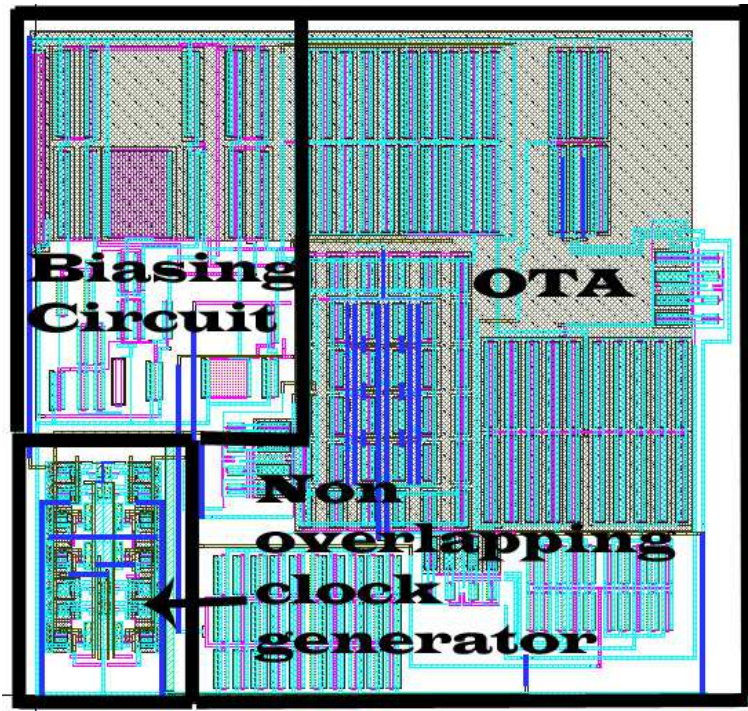 Biasing
Circuit
OTA
Non
overlapping
clock
generator